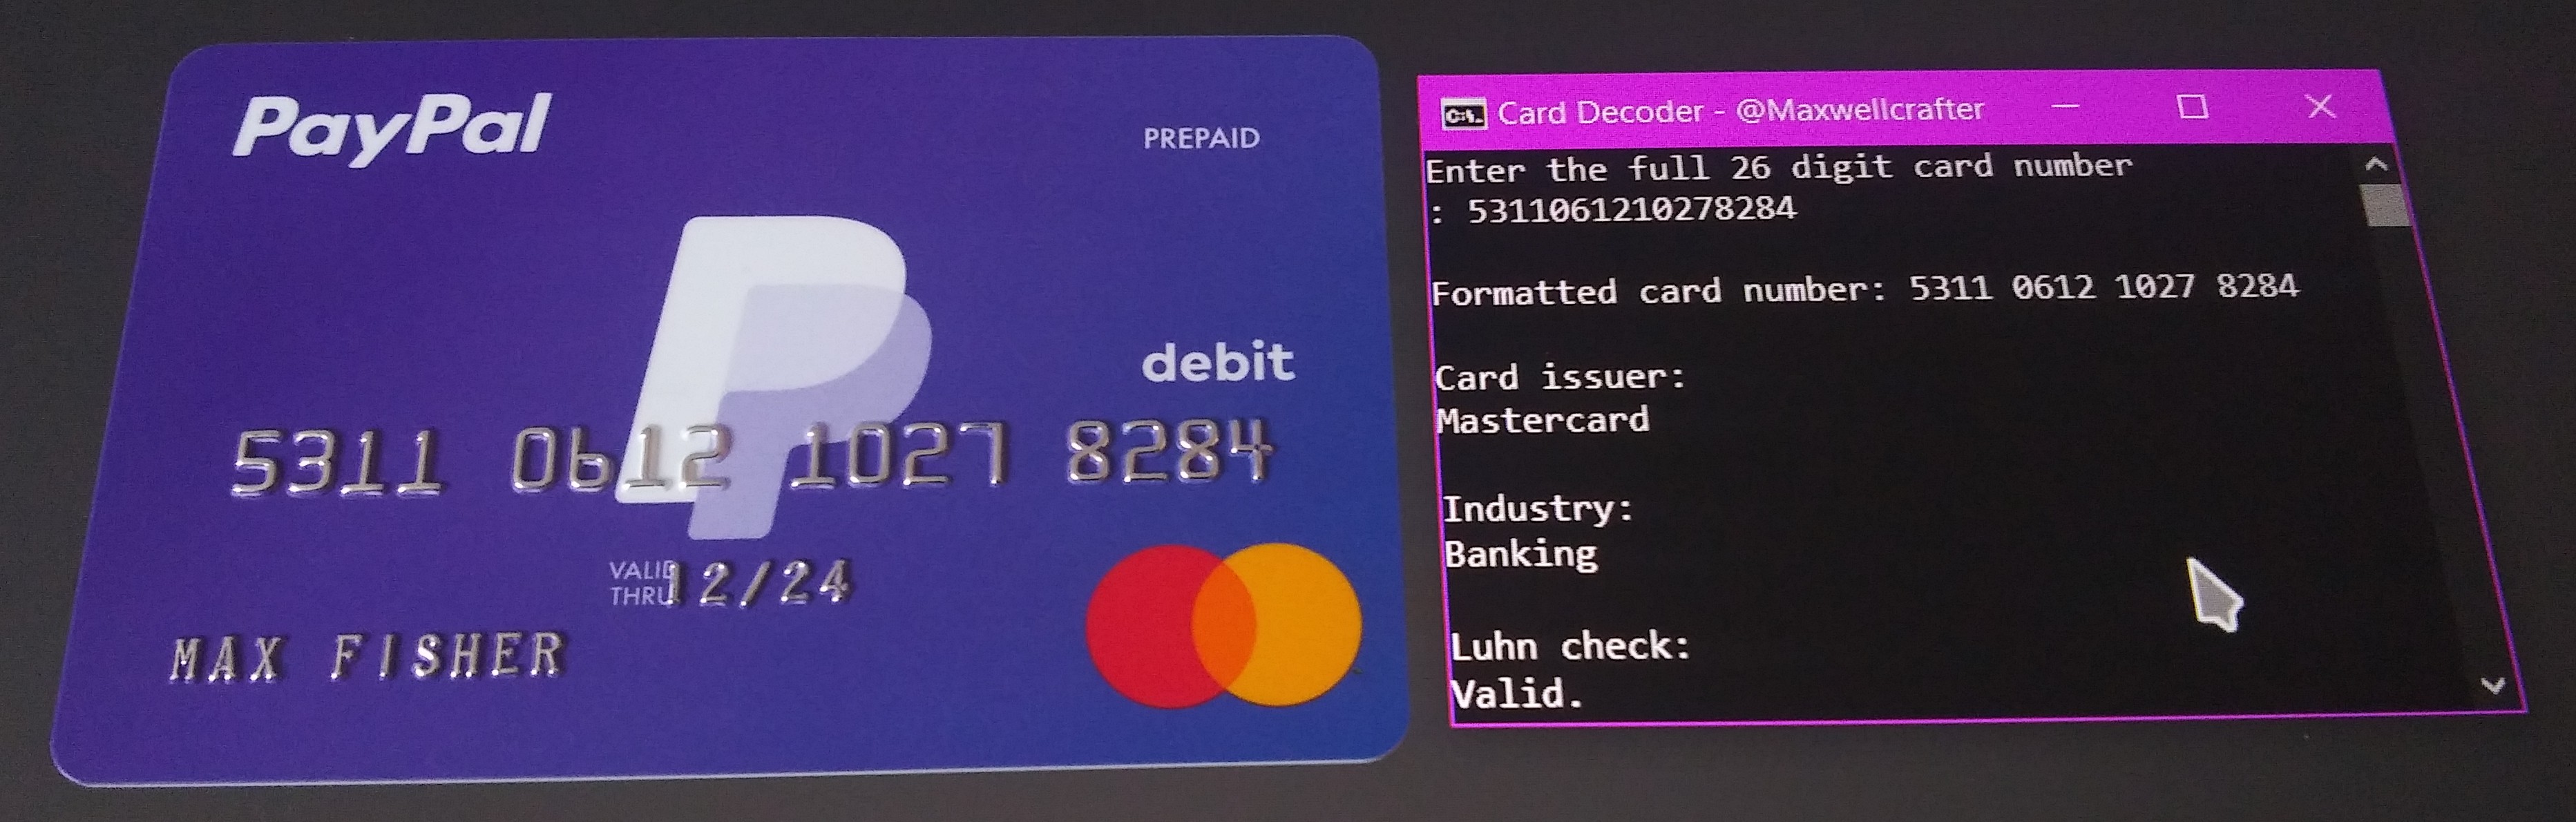 PayPal
PREPAID
debit
5311 0612 1027 8284
VALID
THRU 12/24
MAX FISHER
Card Decoder - @Maxwellcrafter
Enter the full 26 digit card number
: 5311061210278284
Formatted card number: 5311 0612 1027 8284
Card issuer:
Mastercard
Industry:
Banking
Luhn check:
Valid.